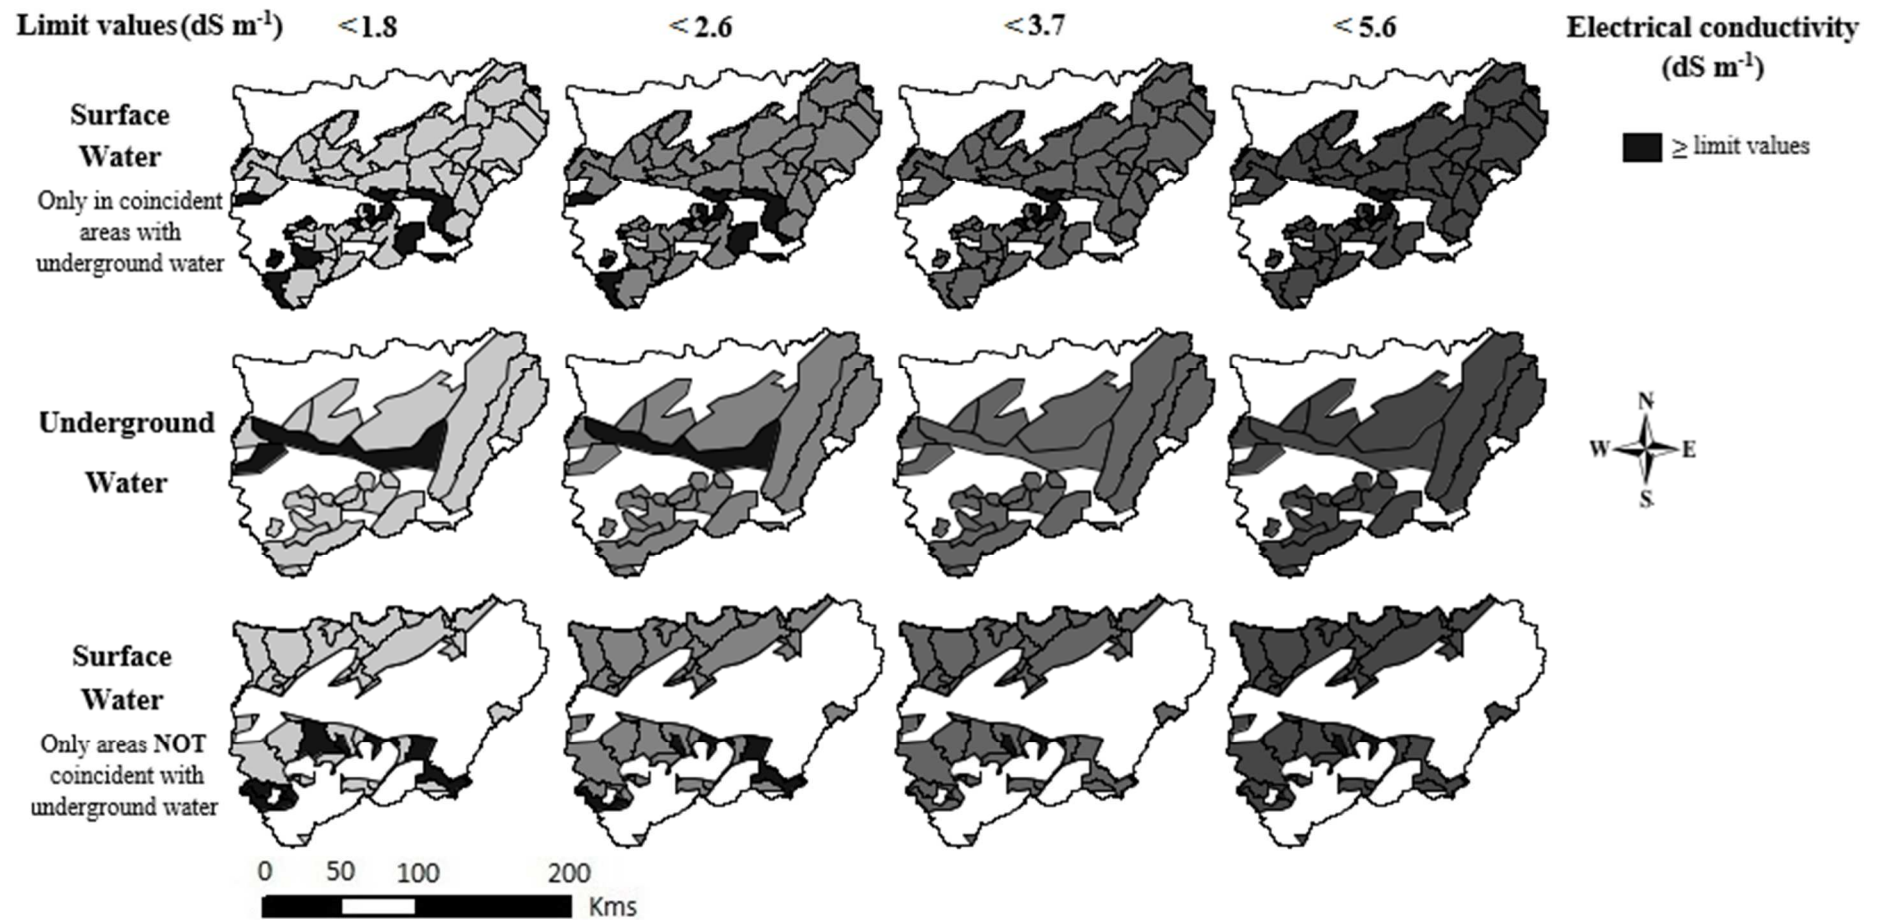 Limit values (dS m-1) <1.8 <2.6 <3.7 <5.6 Electrical conductivity
(dS m-1)
Surface
Water
Only in coincident
areas with
underground water
≥ limit values
Underground
Water
N
W E
S
Surface
Water
Only areas NOT
coincident with
underground water
0 50 100 200
Kms